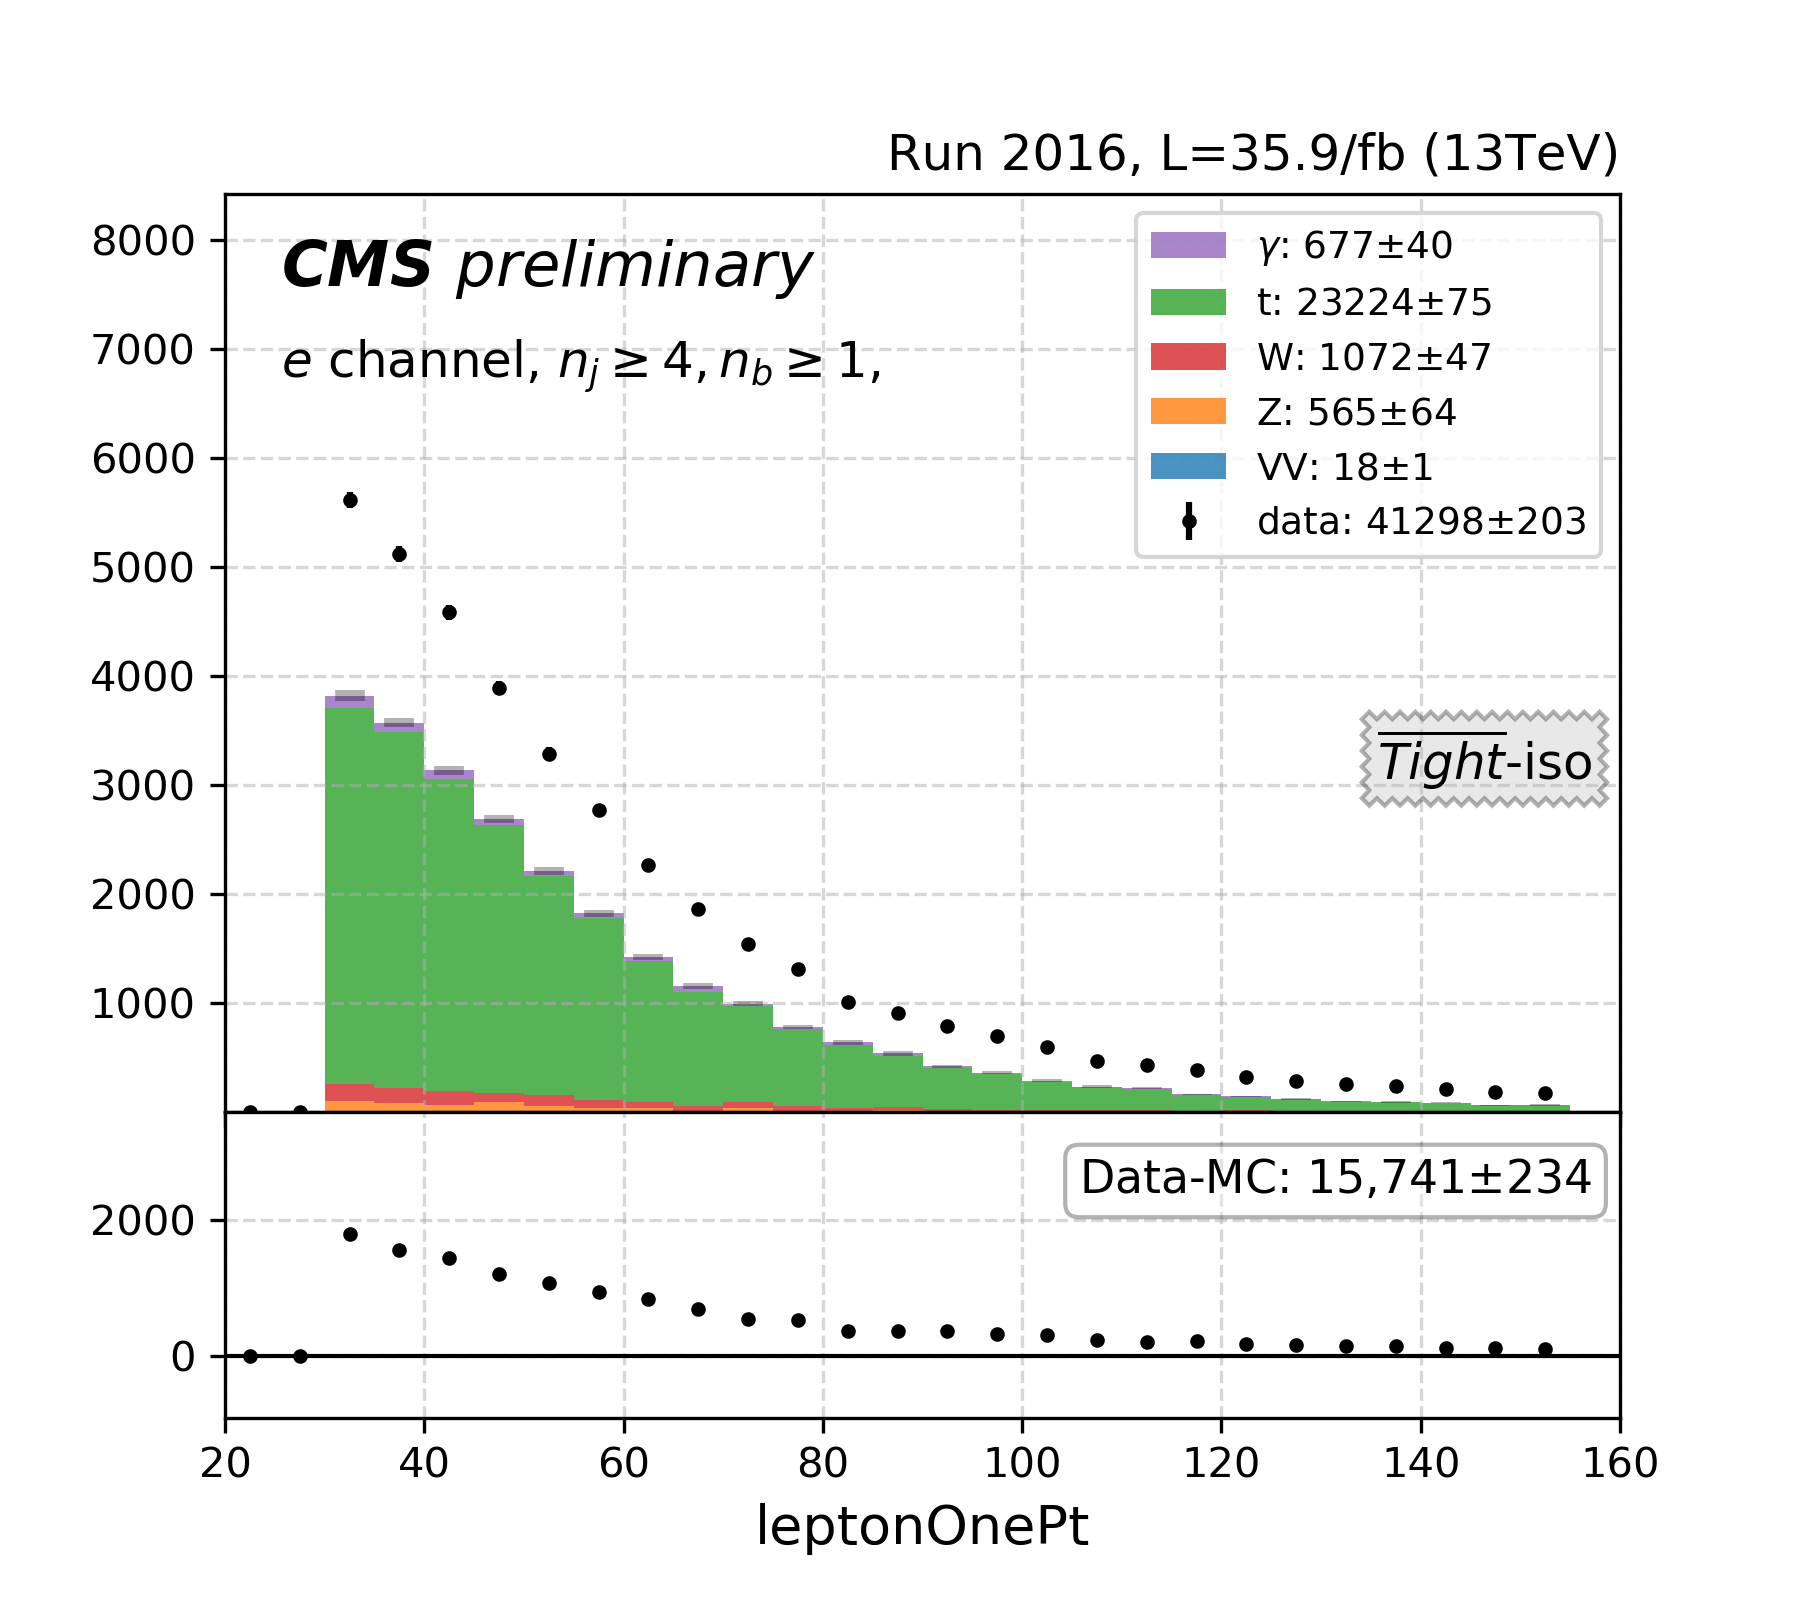 Run 2016, L=35.9/fb (13TeV)
CMS preliminary
e channel, n_j ≥ 4, n_b ≥ 1,
γ: 677±40
t: 23224±75
W: 1072±47
Z: 565±64
VV: 18±1
data: 41298±203
8000
7000
6000
5000
4000
3000
2000
1000
T̅i̅g̅h̅t̅-iso
Data-MC: 15,741±234
2000
0
20 40 60 80 100 120 140 160
leptonOnePt